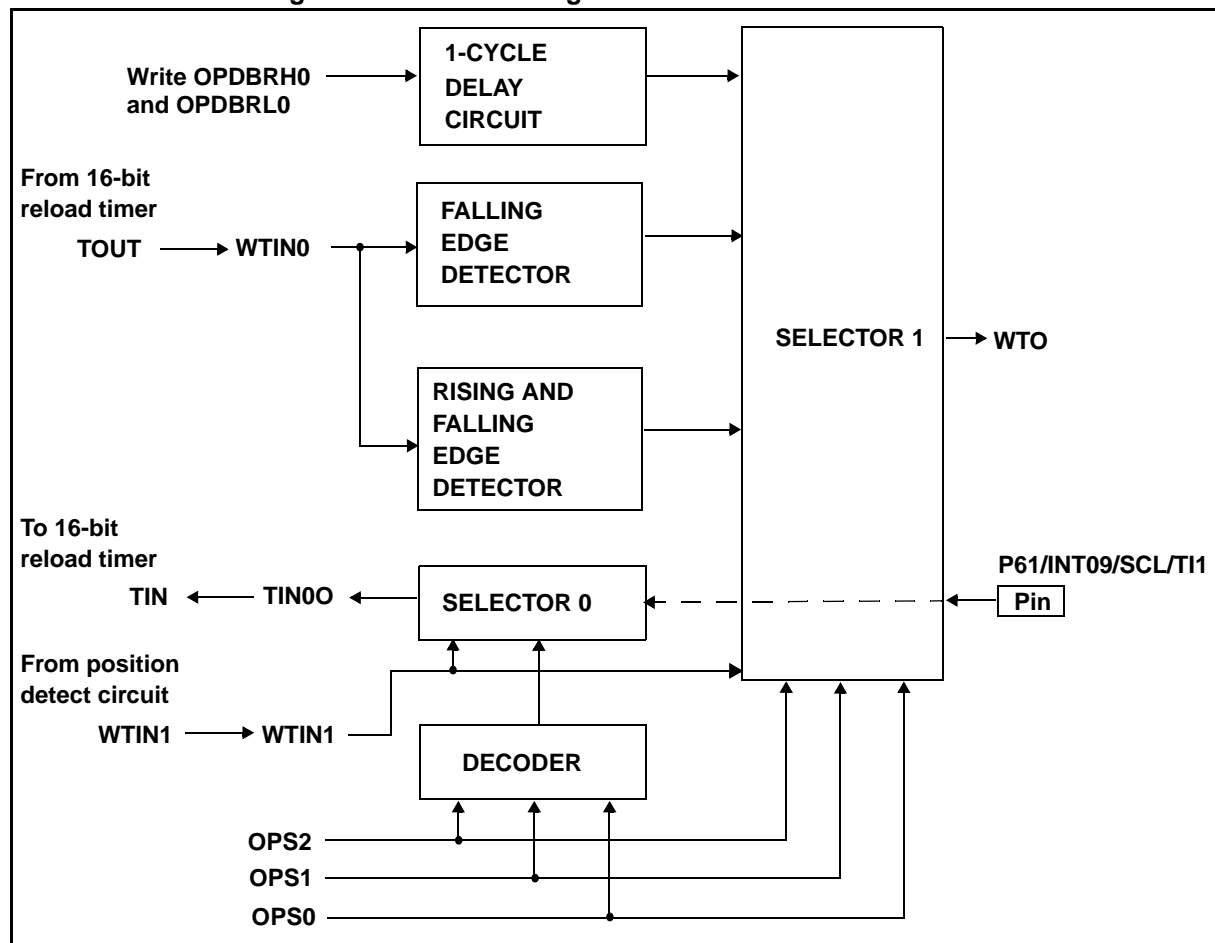 1-CYCLE
DELAY
CIRCUIT
Write OPDBRH0
and OPDBRL0
From 16-bit
reload timer
TOUT
WTIN0
FALLING
EDGE
DETECTOR
SELECTOR 1
WTO
RISING AND
FALLING
EDGE
DETECTOR
To 16-bit
reload timer
TIN
TIN0O
SELECTOR 0
P61/INT09/SCL/TI1
Pin
From position
detect circuit
WTIN1
WTIN1
DECODER
OPS2
OPS1
OPS0